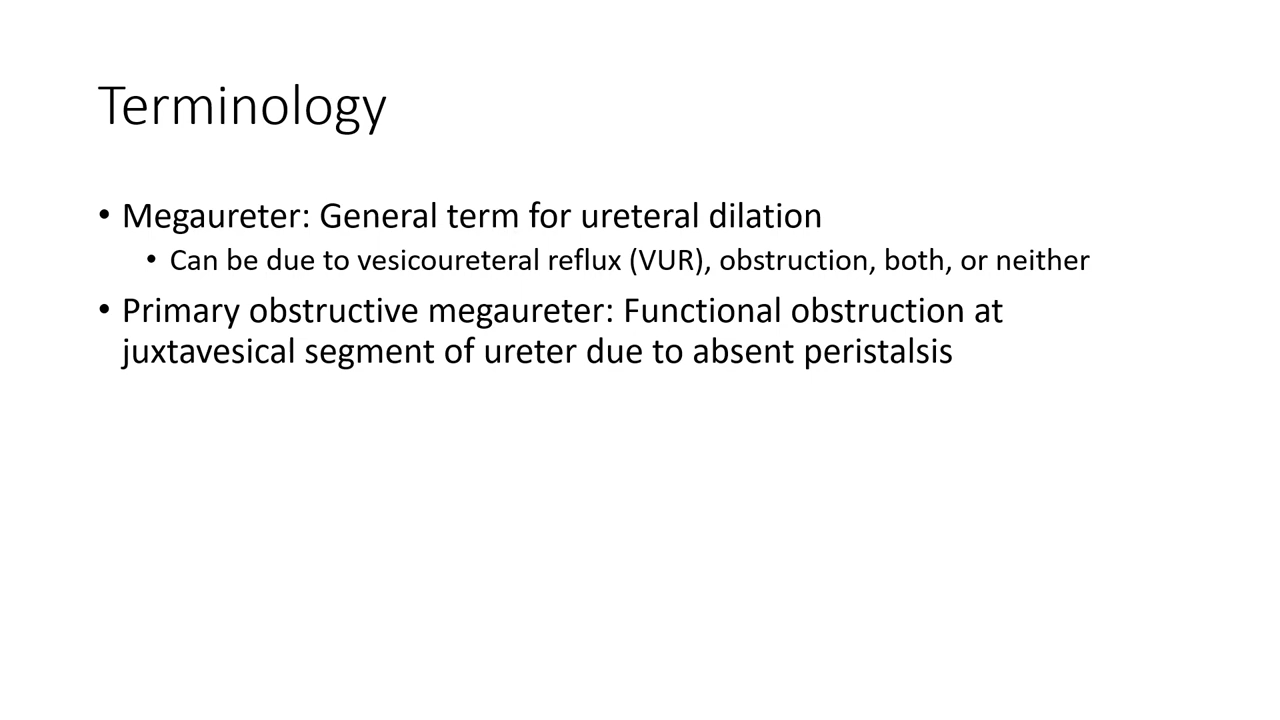 Terminology
• Megaureter: General term for ureteral dilation
• Can be due to vesicoureteral reflux (VUR), obstruction, both, or neither
• Primary obstructive megaureter: Functional obstruction at
juxtavesical segment of ureter due to absent peristalsis